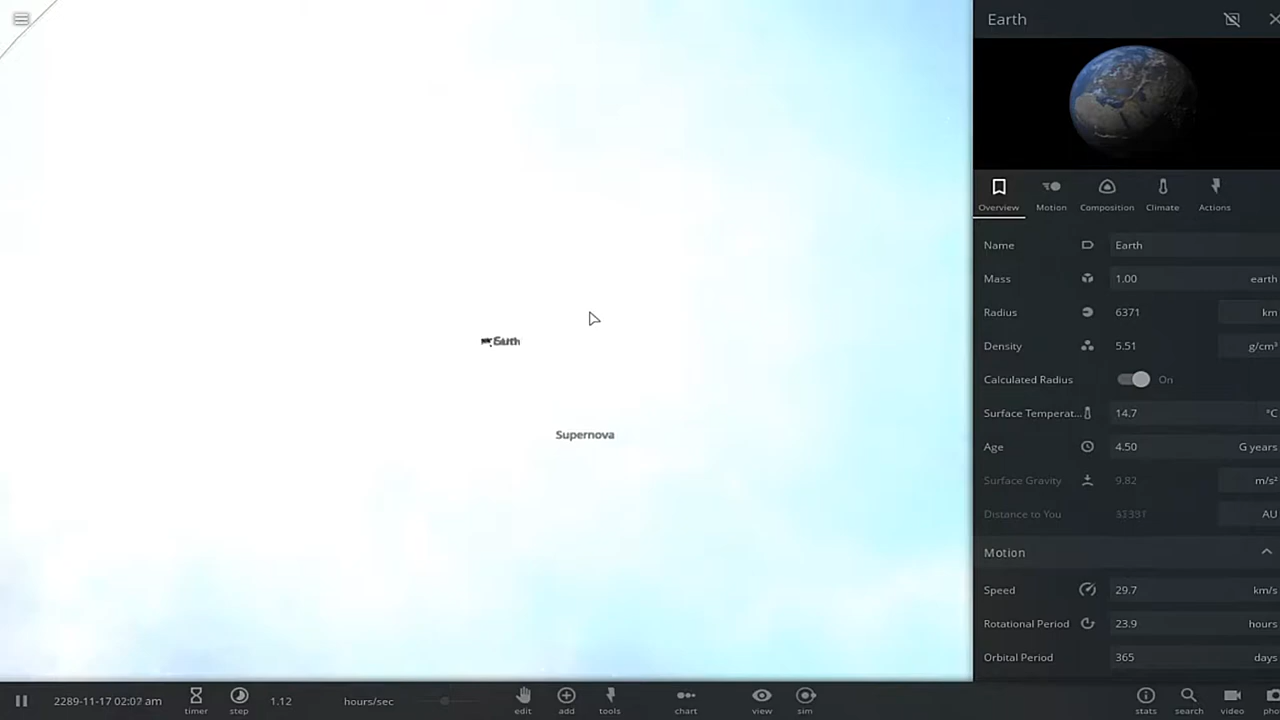 Earth
Overview Motion Composition Climate Actions
Name Earth
Mass 1.00 earth
Radius 6371 km
Density 5.51 g/cm³
Calculated Radius On
Surface Temperat... 14.7 °C
Age 4.50 G years
Surface Gravity 9.82 m/s²
Distance to You AU
Motion
Speed 29.7 km/s
Rotational Period 23.9 hours
Orbital Period 365 days
Earth
Supernova
2289-11-17 02:02 am
timer
step
1.12 hours/sec
edit
add
tools
chart
view
sim
stats
search
video
pho